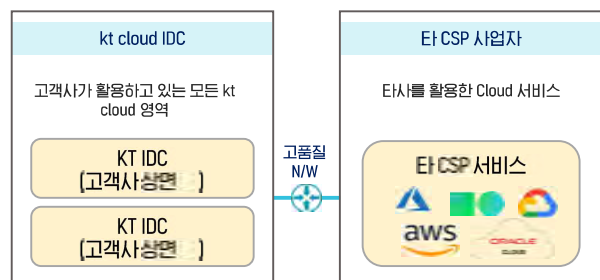 kt cloud IDC
고객사가 활용하고 있는 모든 kt
cloud 영역
KT IDC
(고객사 상면 )
KT IDC
(고객사 상면 )
고품질
N/W
타 CSP 사업자
타사를 활용한 Cloud 서비스
타 CSP 서비스
aws
ORACLE
CLOUD